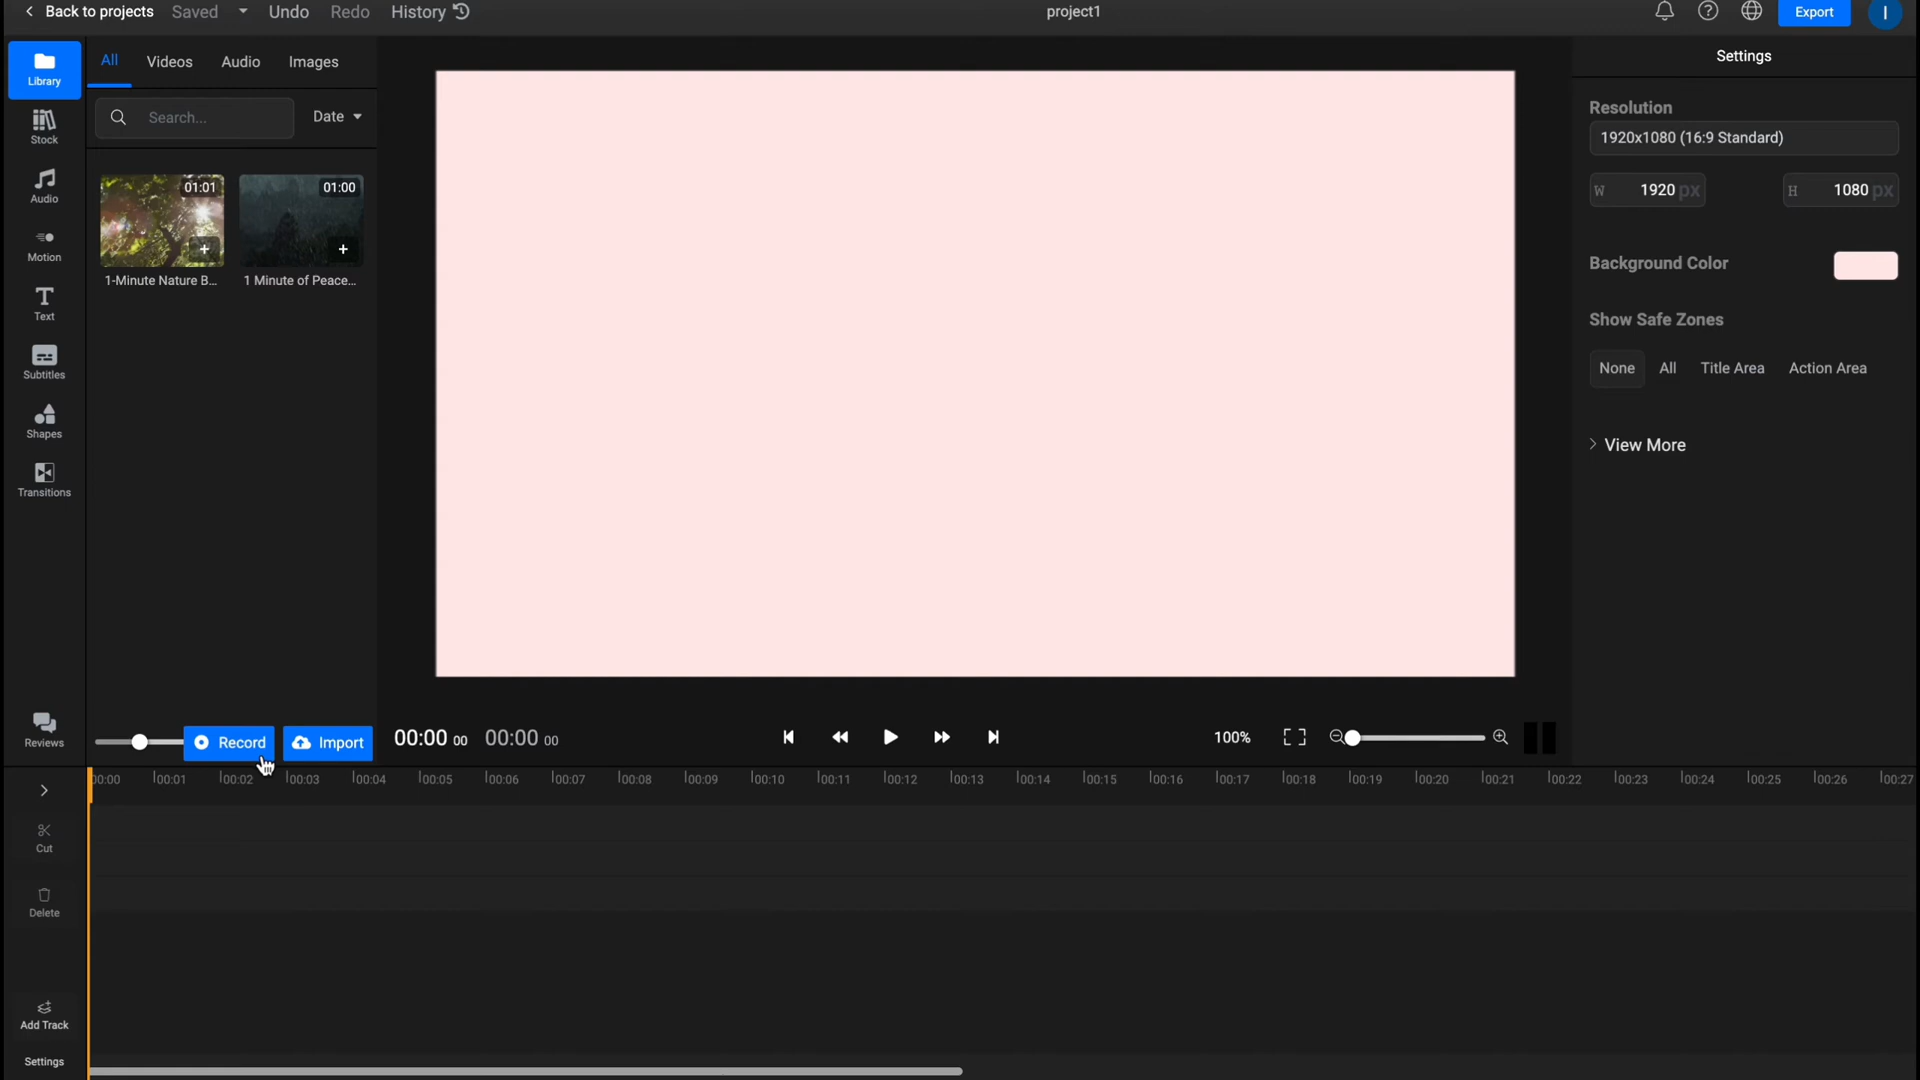 Back to projects Saved Undo Redo History project1 Export I
Library All Videos Audio Images Settings
Search... Date
Stock
Resolution
1920x1080 (16:9 Standard)
Audio
W 1920 px H 1080 px
01:01 01:00
Motion
Background Color
1-Minute Nature B... 1 Minute of Peace...
Text
Show Safe Zones
Subtitles
None All Title Area Action Area
Shapes
View More
Transitions
Reviews Record Import 00:00 00 00:00 00 100%
00:00 00:01 00:02 00:03 00:04 00:05 00:06 00:07 00:08 00:09 00:10 00:11 00:12 00:13 00:14 00:15 00:16 00:17 00:18 00:19 00:20 00:21 00:22 00:23 00:24 00:25 00:26 00:27
Cut
Delete
Add Track
Settings